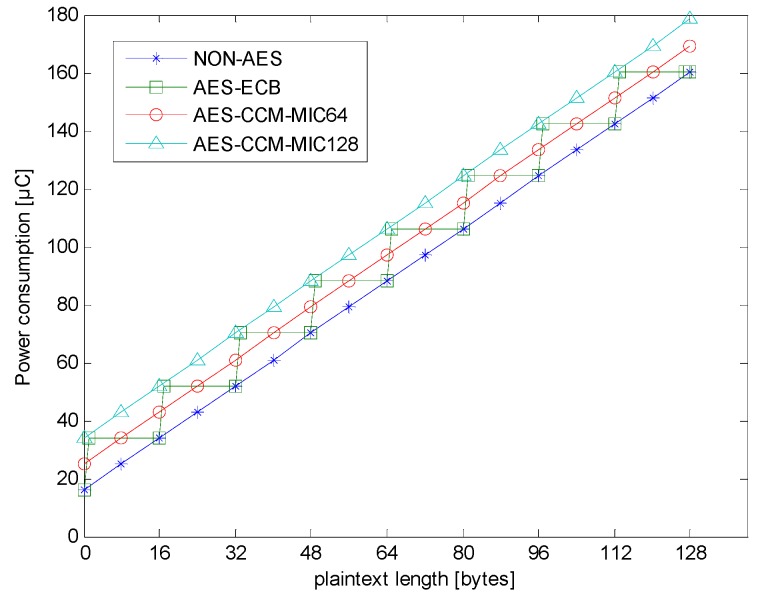 180
160
140
120
100
80
60
40
20
0
Power consumption [µC]
NON-AES
AES-ECB
AES-CCM-MIC64
AES-CCM-MIC128
0 16 32 48 64 80 96 112 128
plaintext length [bytes]